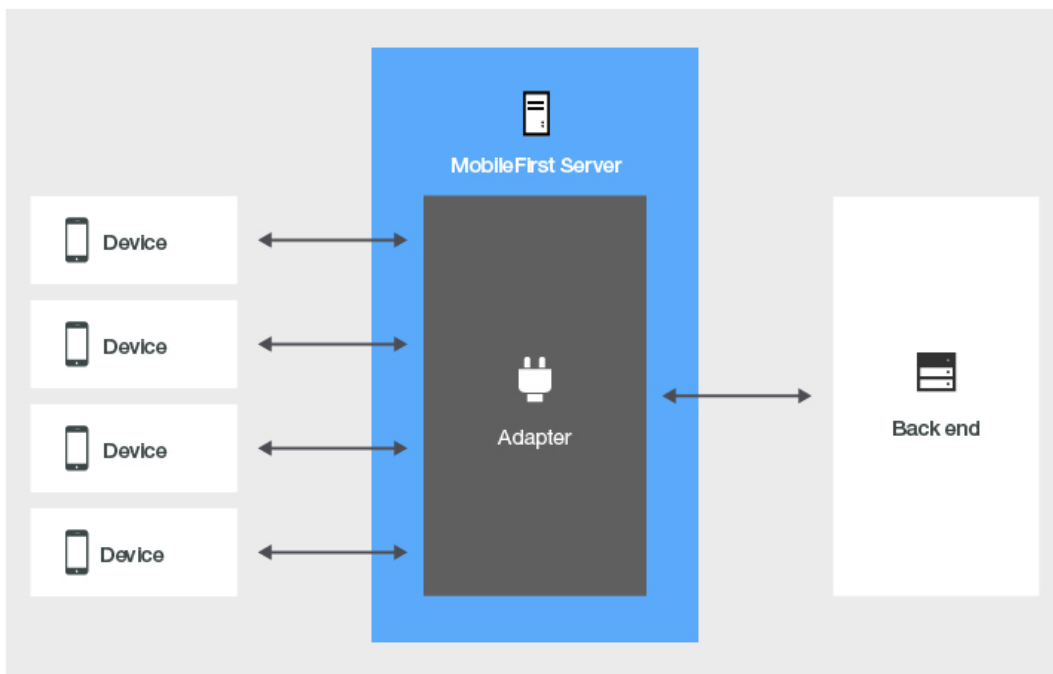 MobileFirst Server
Device
Device
Device
Device
Adapter
Back end